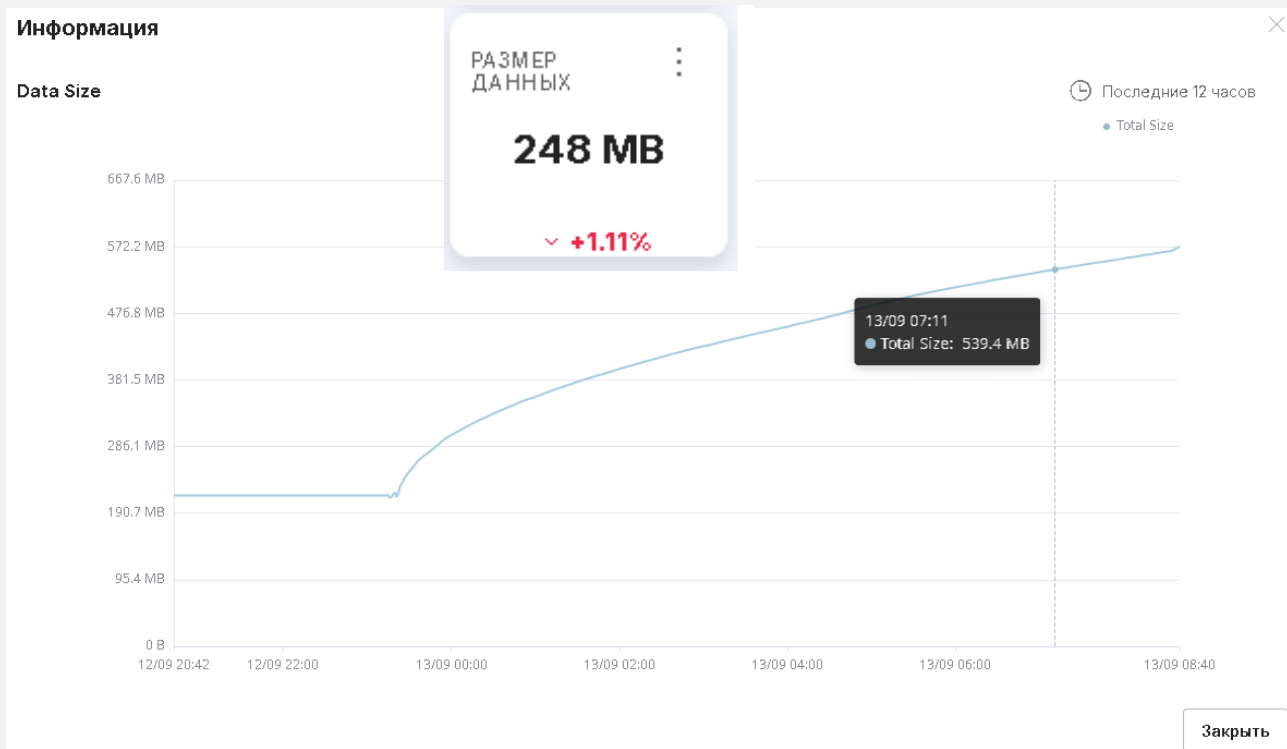 Информация
РАЗМЕР
ДАННЫХ
248 MB
+1.11%
Data Size
Последние 12 часов
Total Size
667.6 MB
572.2 MB
476.8 MB
381.5 MB
286.1 MB
190.7 MB
95.4 MB
0 B
13/09 07:11
Total Size: 539.4 MB
12/09 20:42 12/09 22:00 13/09 00:00 13/09 02:00 13/09 04:00 13/09 06:00 13/09 08:40
Закрыть